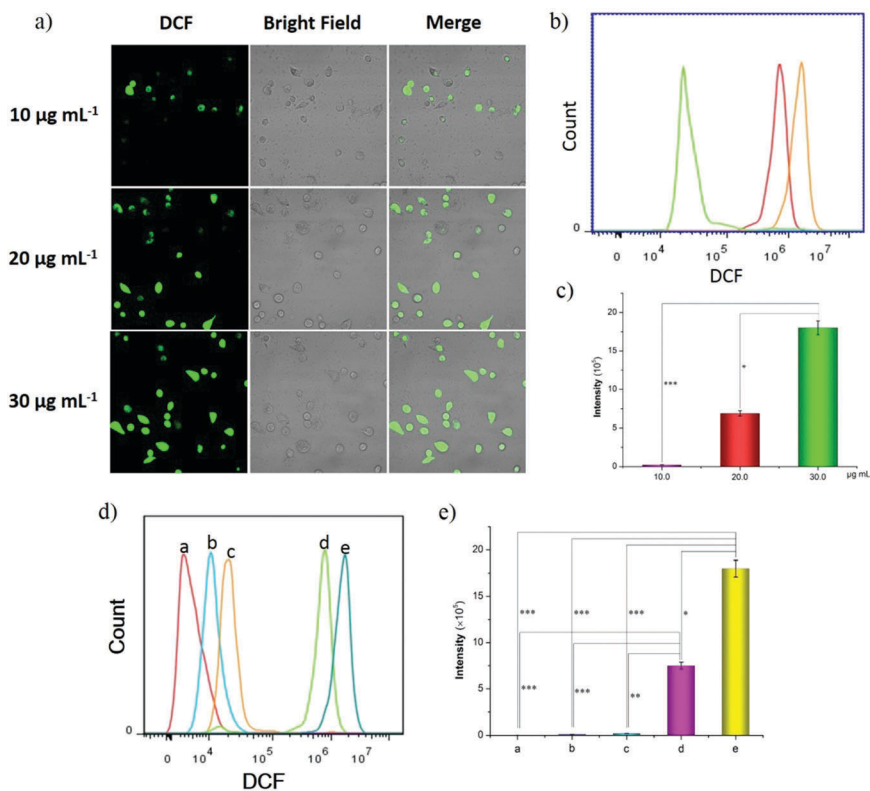 a)
DCF
Bright Field
Merge
10 µg mL-1
20 µg mL-1
30 µg mL-1
b)
Count
0
0
10^4
10^5
10^6
10^7
DCF
c)
Intensity (10^5)
20
15
10
5
0
***
*
10.0
20.0
30.0
µg mL
d)
a
b
c
d
e
Count
0
0
10^4
10^5
10^6
10^7
DCF
e)
Intensity (×10^5)
20
15
10
5
0
***
***
***
*
***
***
**
a
b
c
d
e